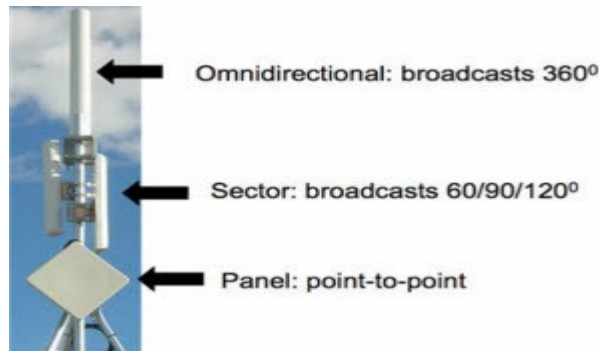 Omnidirectional: broadcasts 360º
Sector: broadcasts 60/90/120º
Panel: point-to-point